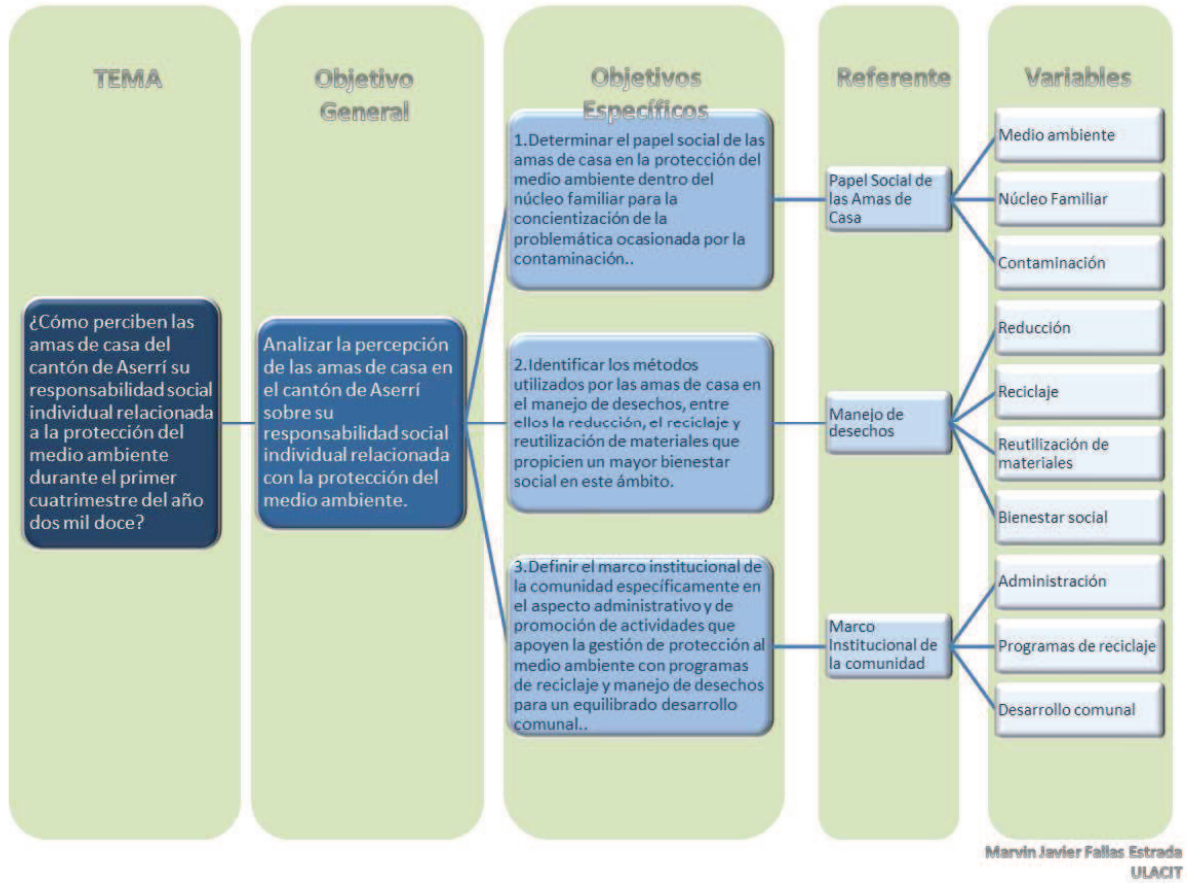 TEMA
¿Cómo perciben las
amas de casa del
cantón de Aserrí su
responsabilidad social
individual relacionada
a la protección del
medio ambiente
durante el primer
cuatrimestre del año
dos mil doce?
Objetivo
General
Analizar la percepción
de las amas de casa en
el cantón de Aserrí
sobre su
responsabilidad social
individual relacionada
con la protección del
medio ambiente.
Objetivos
Específicos
1.Determinar el papel social de las
amas de casa en la protección del
medio ambiente dentro del
núcleo familiar para la
concientización de la
problemática ocasionada por la
contaminación..
2.Identificar los métodos
utilizados por las amas de casa en
el manejo de desechos, entre
ellos la reducción, el reciclaje y
reutilización de materiales que
propicien un mayor bienestar
social en este ámbito.
3.Definir el marco institucional de
la comunidad específicamente en
el aspecto administrativo y de
promoción de actividades que
apoyen la gestión de protección al
medio ambiente con programas
de reciclaje y manejo de desechos
para un equilibrado desarrollo
comunal..
Referente
Papel Social de
las Amas de
Casa
Manejo de
desechos
Marco
Institucional de
la comunidad
Variables
Medio ambiente
Núcleo Familiar
Contaminación
Reducción
Reciclaje
Reutilización de
materiales
Bienestar social
Administración
Programas de reciclaje
Desarrollo comunal
Marvin Javier Fallas Estrada
ULACIT